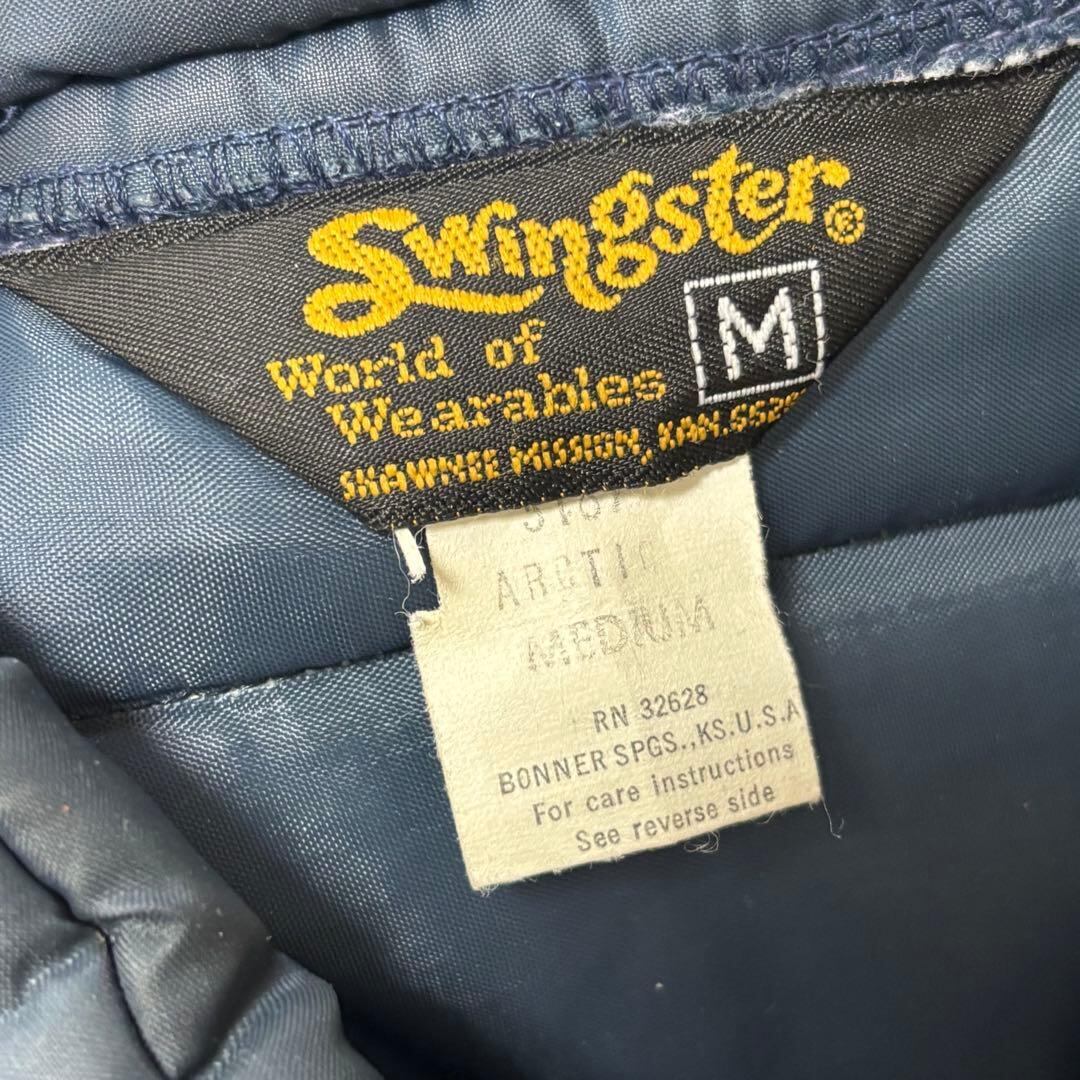 Swingster®
M
World of
Wearables
SHAWNEE MISSION, KAN.
ARCTIC
MEDIUM
RN 32628
BONNER SPGS.,KS.U.S.A
For care instructions
See reverse side